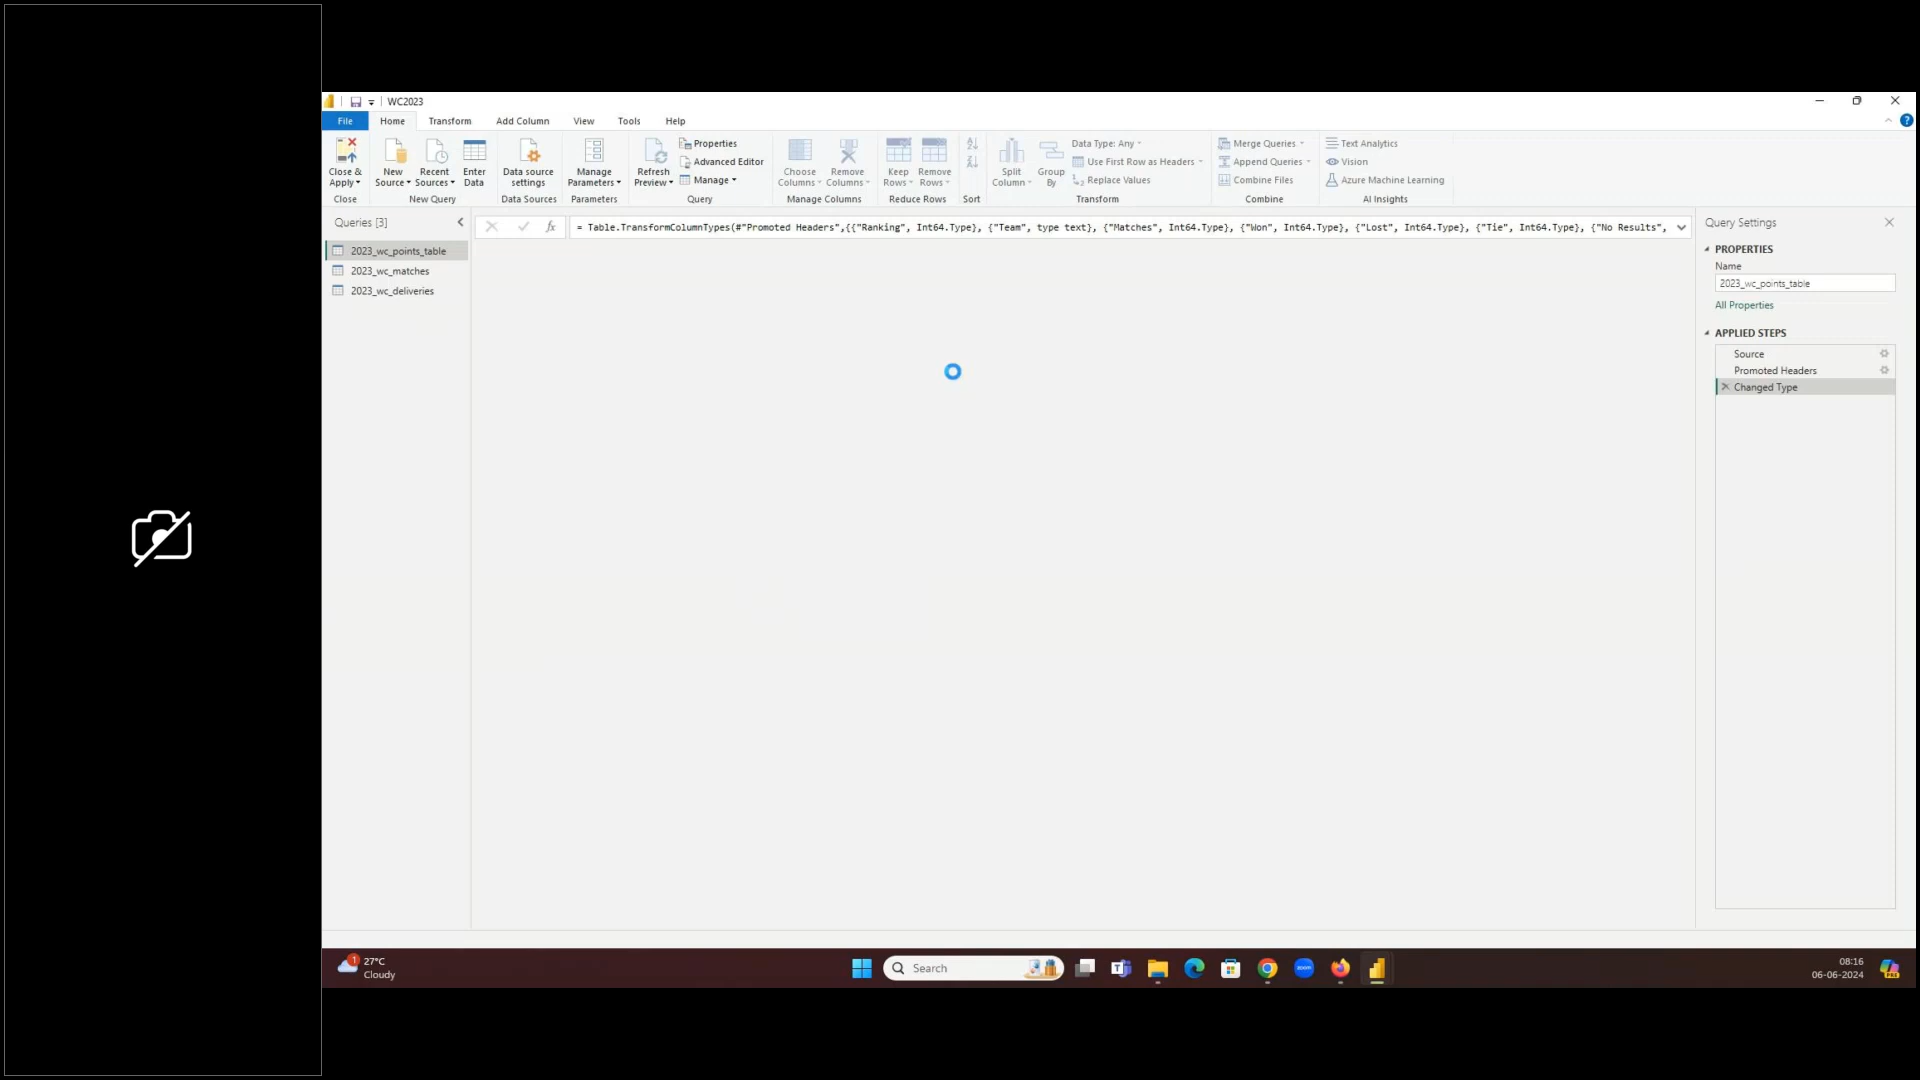 WC2023
File Home Transform Add Column View Tools Help
Close & Apply
New Source
Recent Sources
Enter Data
Data source settings
Manage Parameters
Refresh Preview
Properties
Advanced Editor
Manage
Choose Columns
Remove Columns
Keep Rows
Remove Rows
Split Column
Group By
Data Type: Any
Use First Row as Headers
Replace Values
Merge Queries
Append Queries
Combine Files
Text Analytics
Vision
Azure Machine Learning
Close New Query Data Sources Parameters Query Manage Columns Reduce Rows Sort Transform Combine AI Insights
Queries [3]
2023_wc_points_table
2023_wc_matches
2023_wc_deliveries
fx
= Table.TransformColumnTypes(#"Promoted Headers",{{"Ranking", Int64.Type}, {"Team", type text}, {"Matches", Int64.Type}, {"Won", Int64.Type}, {"Lost", Int64.Type}, {"Tie", Int64.Type}, {"No Results",
Query Settings
PROPERTIES
Name
2023_wc_points_table
All Properties
APPLIED STEPS
Source
Promoted Headers
Changed Type
1
27°C
Cloudy
Search
zoom
08:16
06-06-2024
PRE